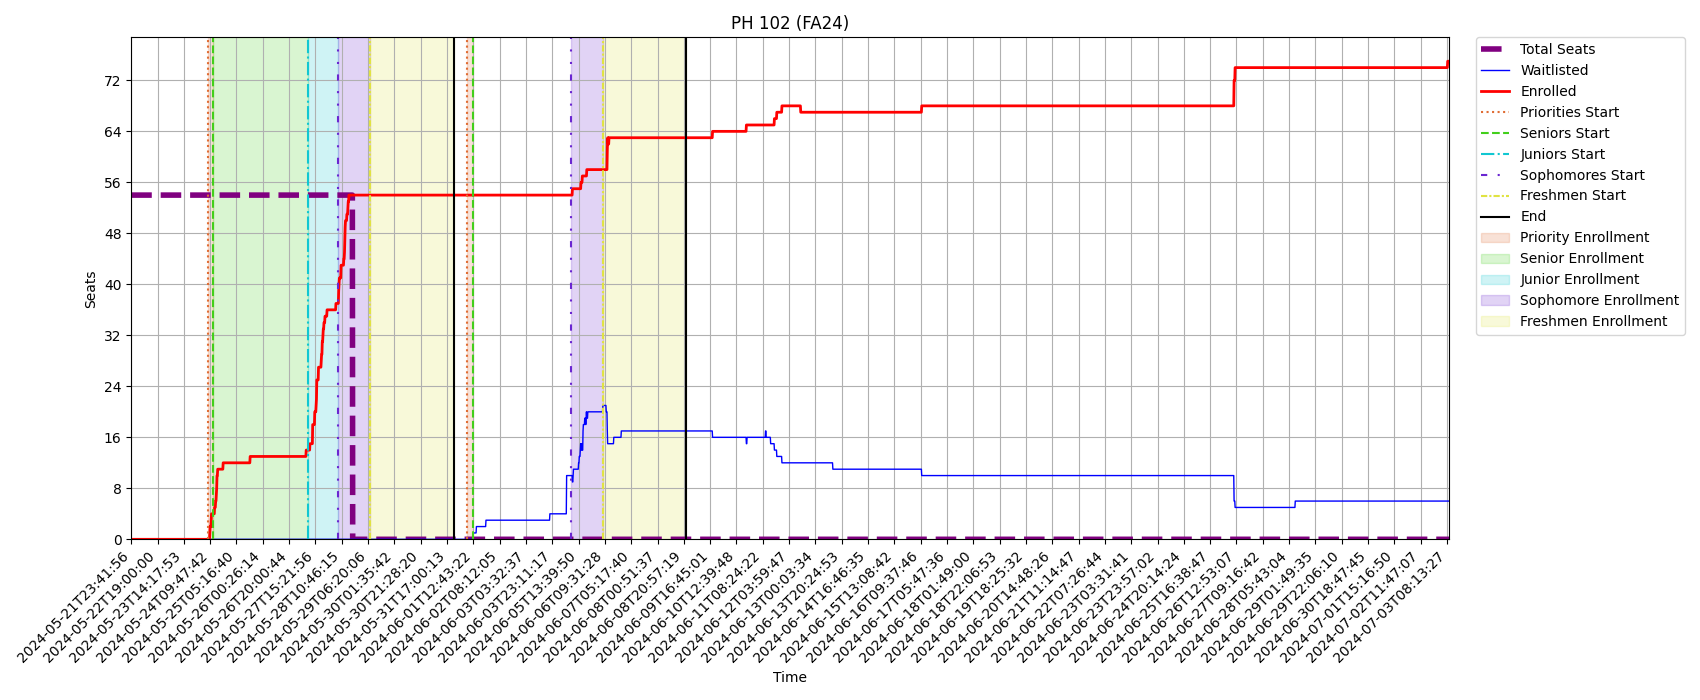 PH 102 (FA24)
72
64
56
48
40
32
24
16
8
0
Seats
2024-05-21T23:41:56
2024-05-22T19:00:00
2024-05-23T14:17:53
2024-05-24T09:47:42
2024-05-25T05:16:40
2024-05-26T00:26:14
2024-05-26T20:00:44
2024-05-27T15:21:56
2024-05-28T10:46:15
2024-05-29T06:20:06
2024-05-30T01:35:42
2024-05-30T21:28:20
2024-05-31T17:00:13
2024-06-01T12:43:22
2024-06-02T08:12:05
2024-06-03T03:32:37
2024-06-03T23:11:17
2024-06-05T13:39:50
2024-06-06T09:31:28
2024-06-07T05:17:40
2024-06-08T00:51:37
2024-06-08T20:57:19
2024-06-09T16:45:01
2024-06-10T12:39:48
2024-06-11T08:24:22
2024-06-12T03:59:47
2024-06-13T00:03:34
2024-06-13T20:24:53
2024-06-14T16:46:35
2024-06-15T13:08:42
2024-06-16T09:37:46
2024-06-17T05:47:36
2024-06-18T01:49:00
2024-06-18T22:06:53
2024-06-19T18:25:32
2024-06-20T14:48:26
2024-06-21T11:14:47
2024-06-22T07:26:44
2024-06-23T03:31:41
2024-06-23T23:57:02
2024-06-24T20:14:24
2024-06-25T16:38:47
2024-06-26T12:53:07
2024-06-27T09:16:42
2024-06-28T05:43:04
2024-06-29T01:49:35
2024-06-29T22:06:10
2024-06-30T18:47:45
2024-07-01T15:16:50
2024-07-02T11:47:07
2024-07-03T08:13:27
Time
Total Seats
Waitlisted
Enrolled
Priorities Start
Seniors Start
Juniors Start
Sophomores Start
Freshmen Start
End
Priority Enrollment
Senior Enrollment
Junior Enrollment
Sophomore Enrollment
Freshmen Enrollment